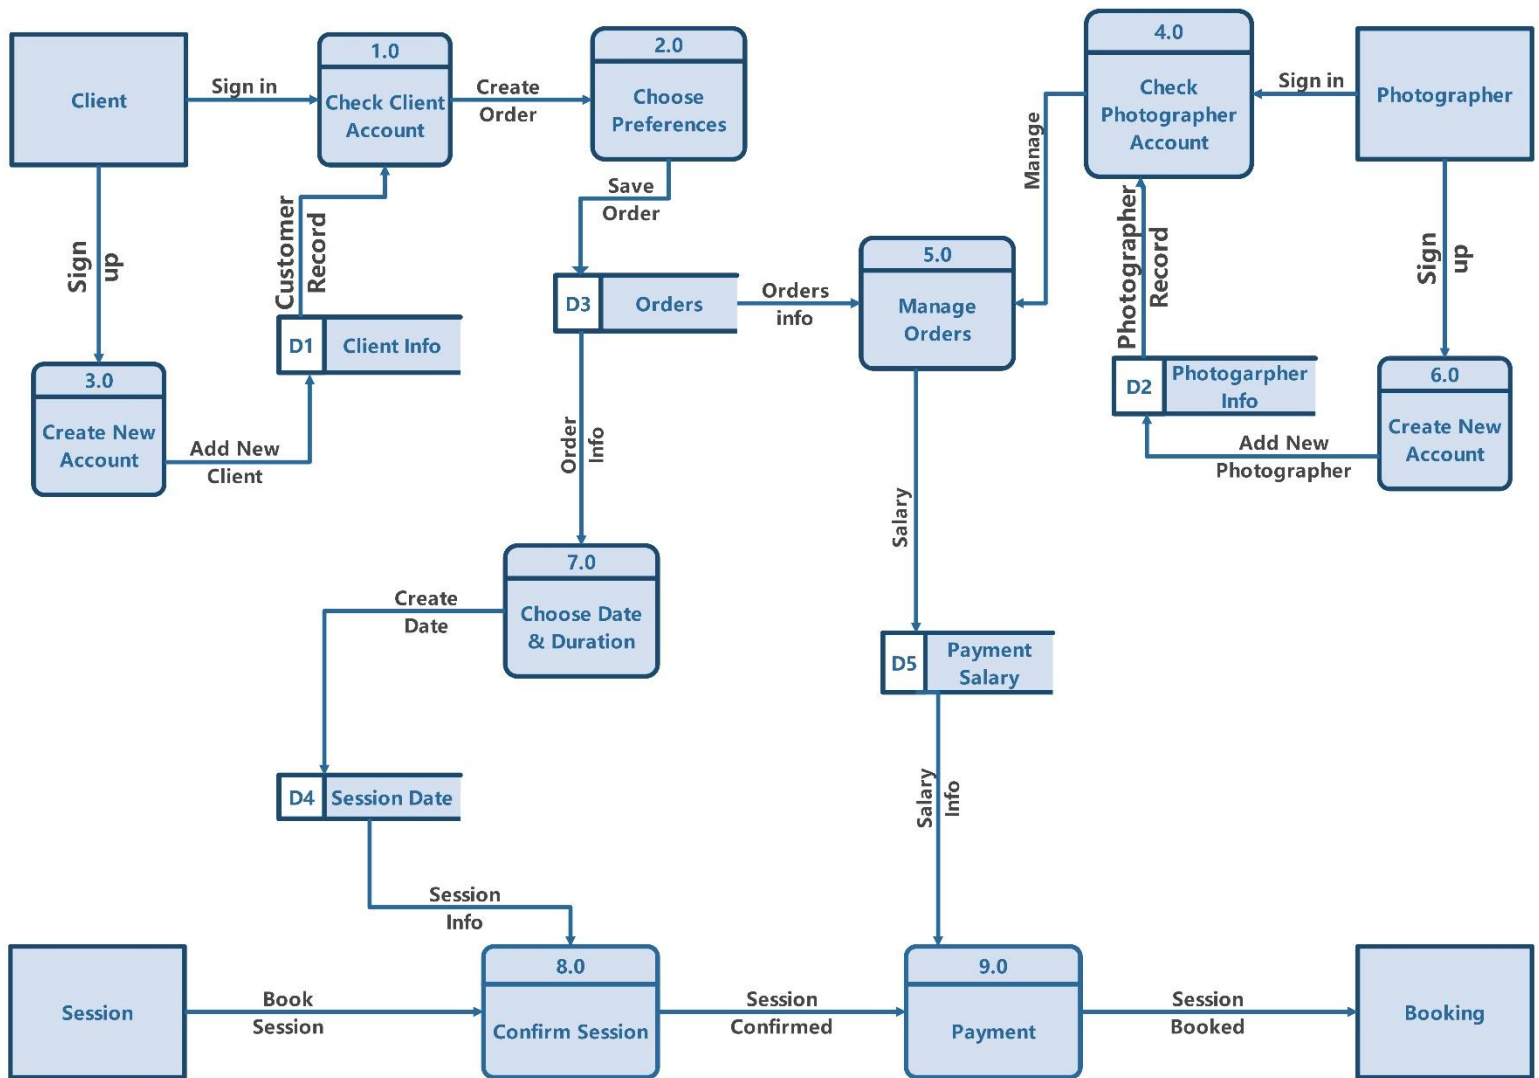 Client
Sign in
1.0
Check Client
Account
Create
Order
2.0
Choose
Preferences
4.0
Check
Photographer
Account
Sign in
Photographer
Manage
Save
Order
Customer
Record
Sign
up
Photographer
Record
Sign
up
D3
Orders
Orders
info
5.0
Manage
Orders
D1
Client Info
3.0
Create New
Account
Add New
Client
D2
Photogarpher
Info
6.0
Create New
Account
Add New
Photographer
Order
Info
Salary
7.0
Choose Date
& Duration
Create
Date
D5
Payment
Salary
D4
Session Date
Salary
Info
Session
Info
Session
Book
Session
8.0
Confirm Session
Session
Confirmed
9.0
Payment
Session
Booked
Booking